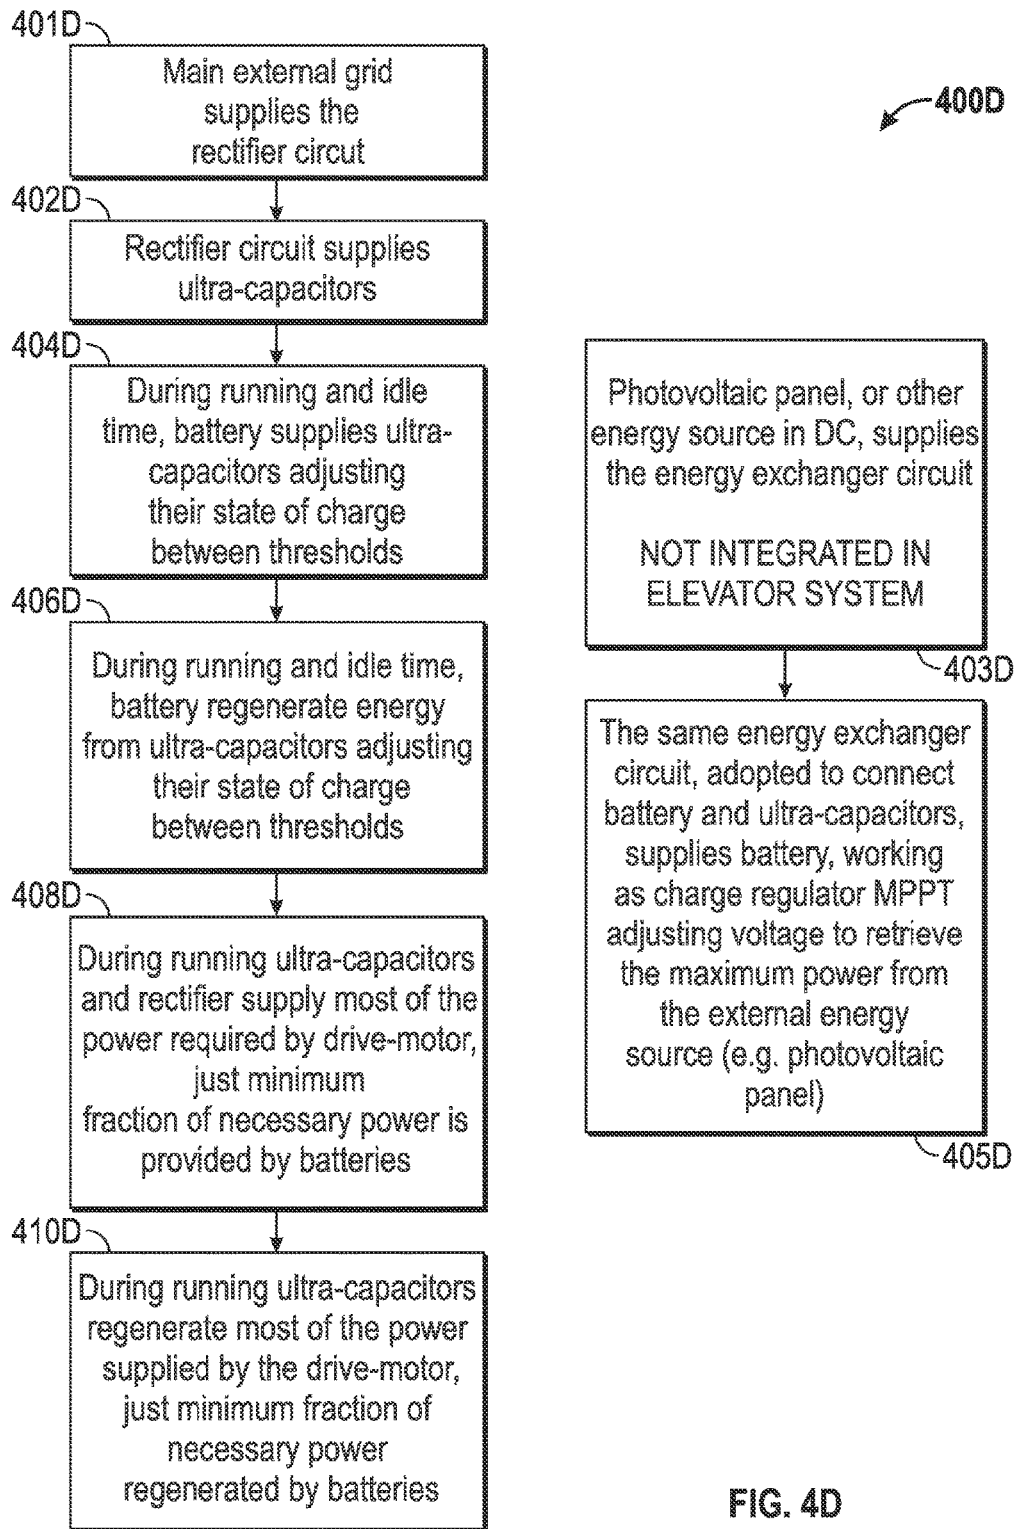 401D
Main external grid
supplies the
rectifier circut
400D
402D
Rectifier circuit supplies
ultra-capacitors
404D
During running and idle
time, battery supplies ultra-
capacitors adjusting
their state of charge
between thresholds
406D
During running and idle time,
battery regenerate energy
from ultra-capacitors adjusting
their state of charge
between thresholds
408D
During running ultra-capacitors
and rectifier supply most of the
power required by drive-motor,
just minimum
fraction of necessary power is
provided by batteries
410D
During running ultra-capacitors
regenerate most of the power
supplied by the drive-motor,
just minimum fraction of
necessary power
regenerated by batteries
Photovoltaic panel, or other
energy source in DC, supplies
the energy exchanger circuit
NOT INTEGRATED IN
ELEVATOR SYSTEM
403D
The same energy exchanger
circuit, adopted to connect
battery and ultra-capacitors,
supplies battery, working
as charge regulator MPPT
adjusting voltage to retrieve
the maximum power from
the external energy
source (e.g. photovoltaic
panel)
405D
FIG. 4D